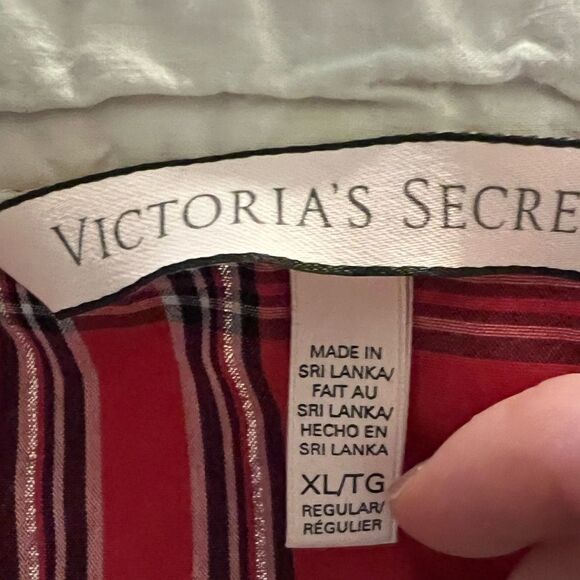 VICTORIA'S SECRE
MADE IN
SRI LANKA/
FAIT AU
SRI LANKA/
HECHO EN
SRI LANKA
XL/TG
REGULAR/
RÉGULIER